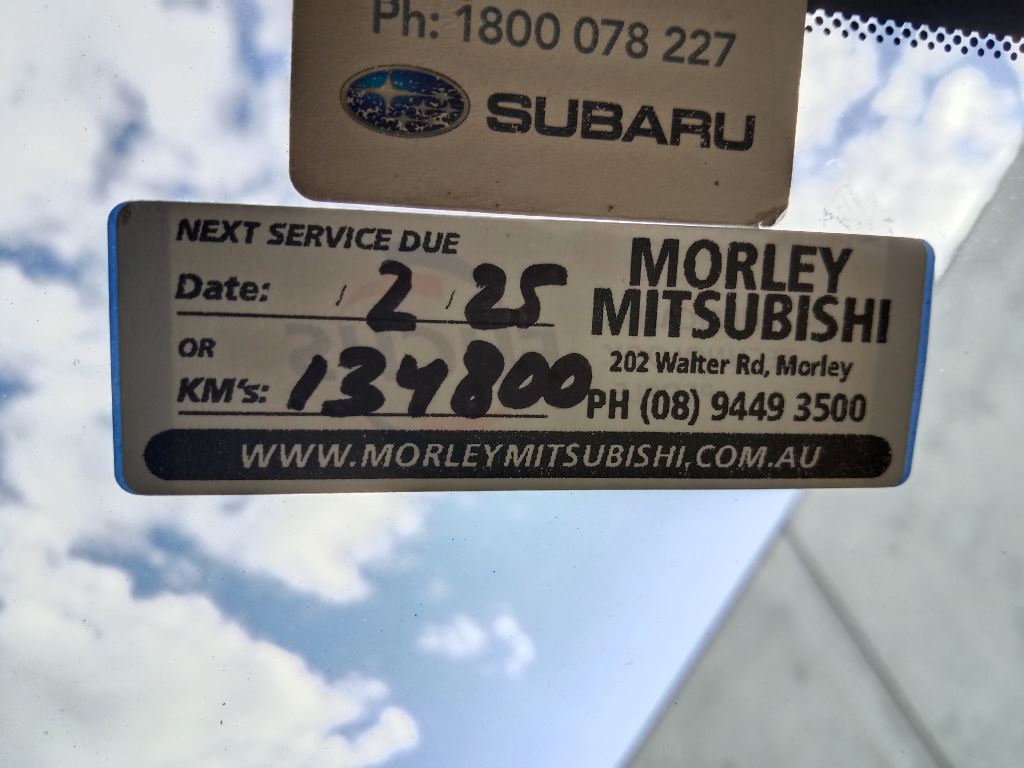 Ph: 1800 078 227
SUBARU
NEXT SERVICE DUE
Date: / 2 / 25
OR
KM's: 134800
MORLEY
MITSUBISHI
202 Walter Rd, Morley
PH (08) 9449 3500
WWW.MORLEYMITSUBISHI.COM.AU